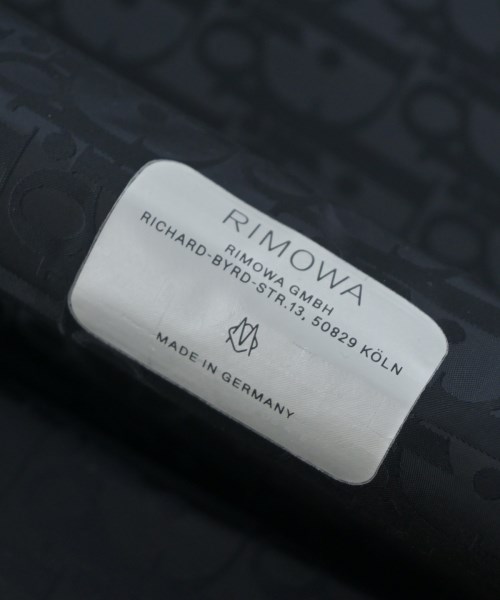 RIMOWA
RIMOWA GMBH
RICHARD-BYRD-STR.13, 50829 KÖLN
MADE IN GERMANY